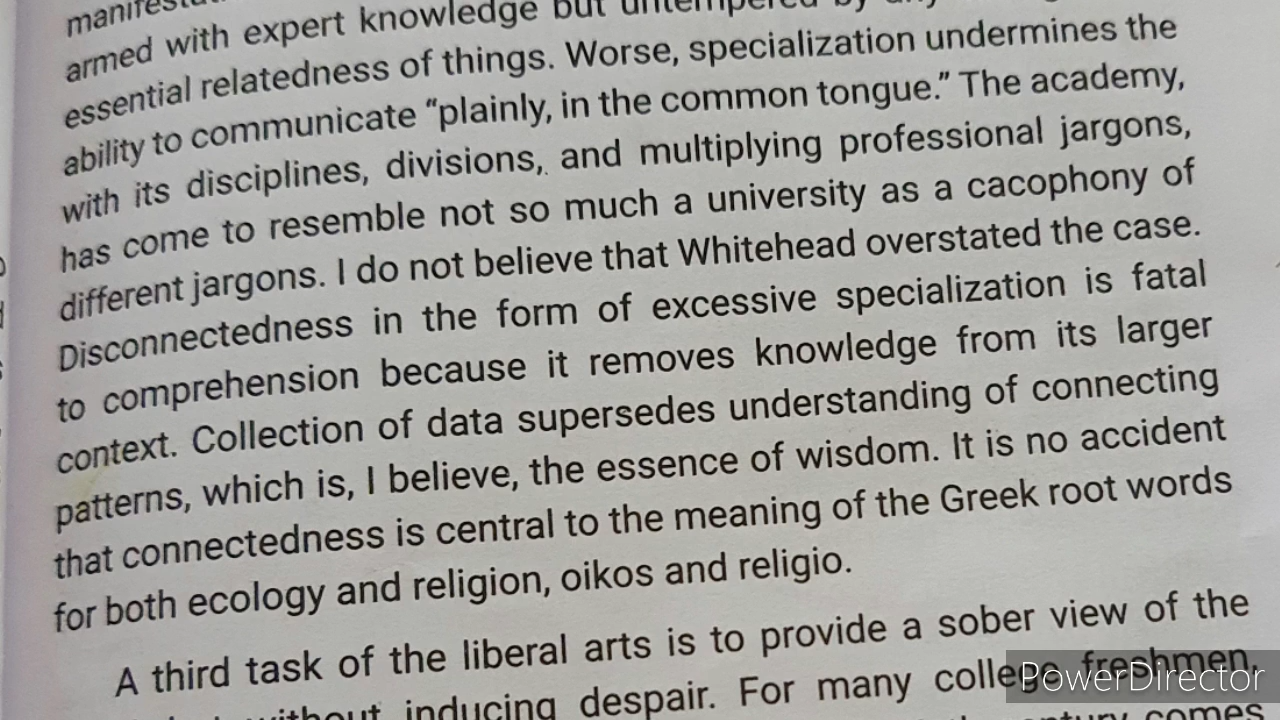 armed with expert knowledge but untempered by any
essential relatedness of things. Worse, specialization undermines the
ability to communicate “plainly, in the common tongue.” The academy,
with its disciplines, divisions, and multiplying professional jargons,
has come to resemble not so much a university as a cacophony of
different jargons. I do not believe that Whitehead overstated the case.
Disconnectedness in the form of excessive specialization is fatal
to comprehension because it removes knowledge from its larger
context. Collection of data supersedes understanding of connecting
patterns, which is, I believe, the essence of wisdom. It is no accident
that connectedness is central to the meaning of the Greek root words
for both ecology and religion, oikos and religio.
A third task of the liberal arts is to provide a sober view of the
without inducing despair. For many college freshmen,
comes
PowerDirector